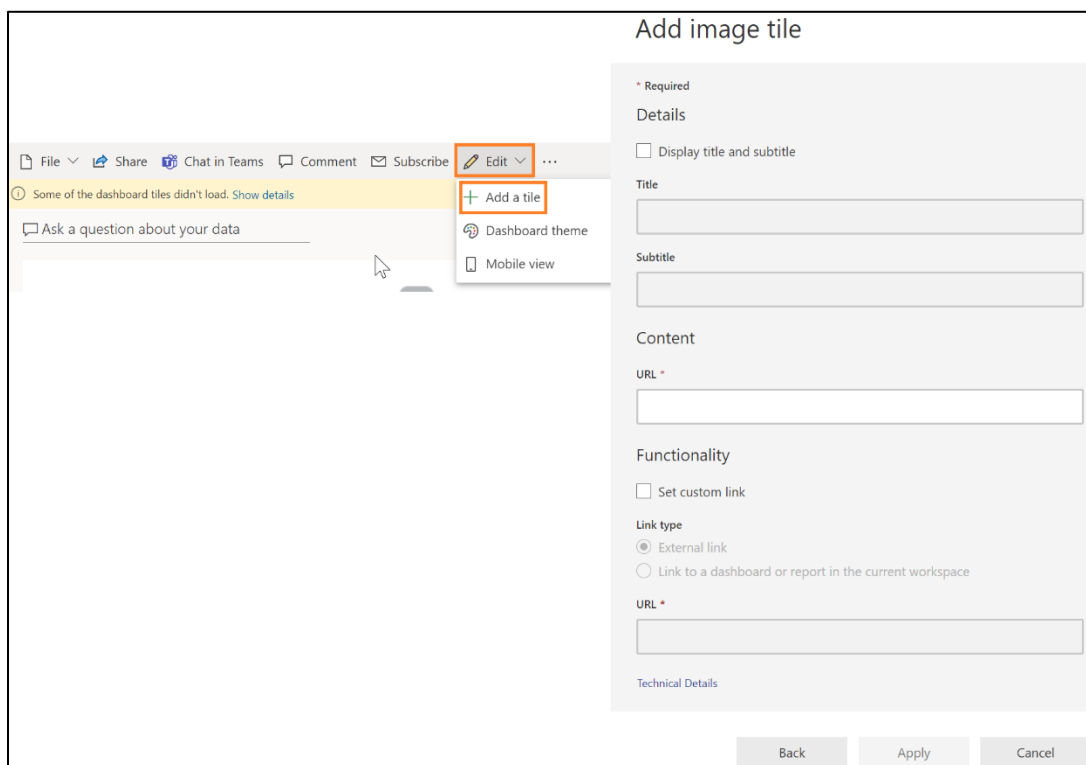 Add image tile
* Required
Details
Display title and subtitle
Title
Subtitle
Content
URL *
Functionality
Set custom link
Link type
External link
Link to a dashboard or report in the current workspace
URL *
Technical Details
Back Apply Cancel
File Share Chat in Teams Comment Subscribe Edit ...
Some of the dashboard tiles didn't load. Show details
Ask a question about your data
Add a tile
Dashboard theme
Mobile view